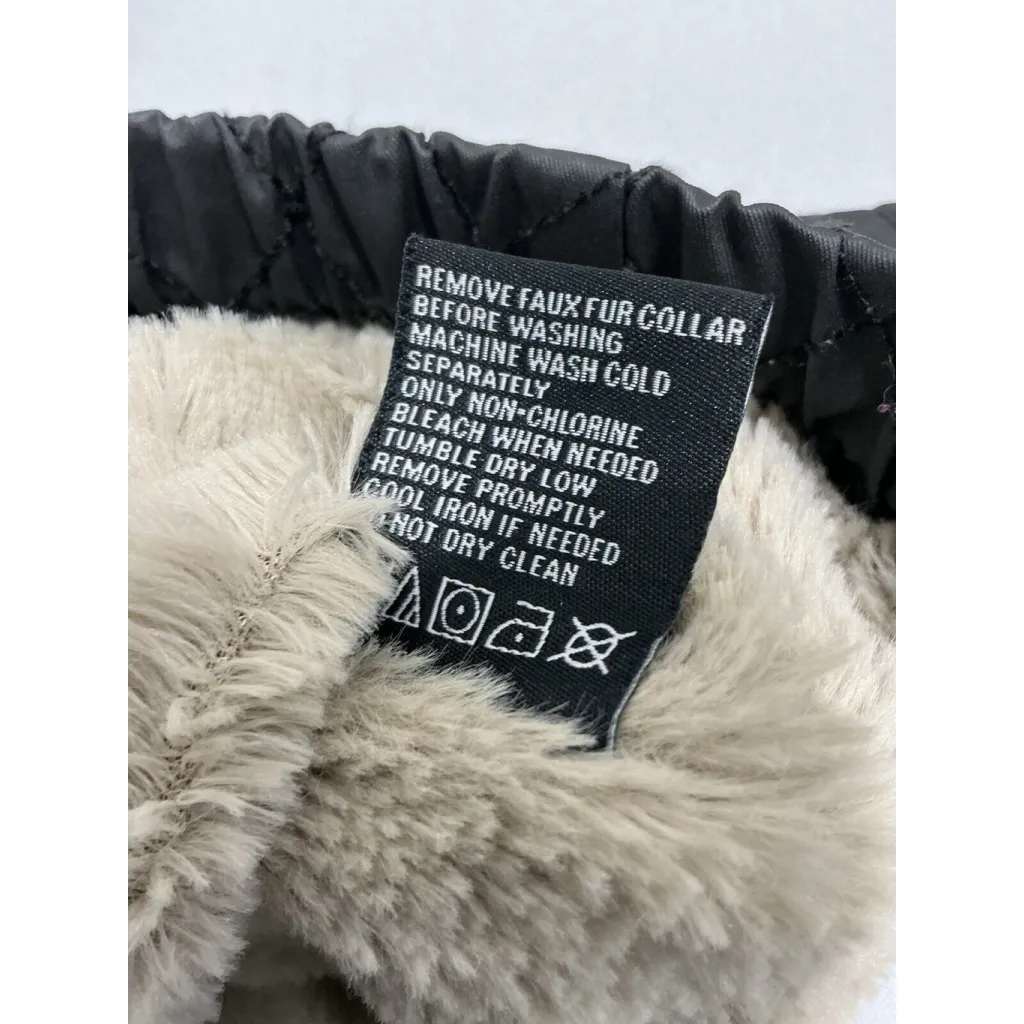 REMOVE FAUX FUR COLLAR
BEFORE WASHING
MACHINE WASH COLD
SEPARATELY
ONLY NON-CHLORINE
BLEACH WHEN NEEDED
TUMBLE DRY LOW
REMOVE PROMPTLY
COOL IRON IF NEEDED
NOT DRY CLEAN